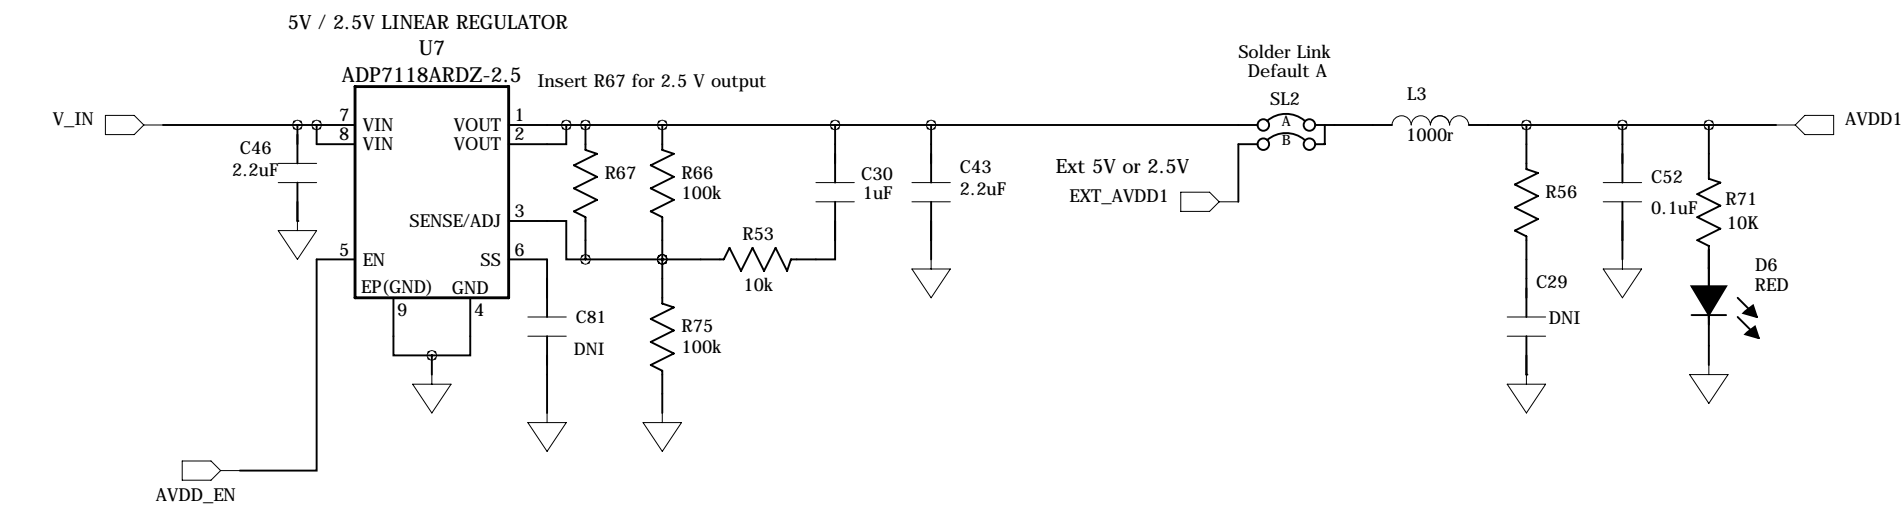 5V / 2.5V LINEAR REGULATOR
U7
ADP7118ARDZ-2.5
Insert R67 for 2.5 V output
V_IN
7
VIN
8
VIN
VOUT
1
VOUT
2
SENSE/ADJ
3
SS
6
5
EN
EP(GND)
GND
9
4
C46
2.2uF
AVDD_EN
R67
R66
100k
C81
DNI
R75
100k
R53
10k
C30
1uF
C43
2.2uF
Solder Link
Default A
SL2
A
B
Ext 5V or 2.5V
EXT_AVDD1
L3
1000r
AVDD1
R56
C29
DNI
C52
0.1uF
R71
10K
D6
RED